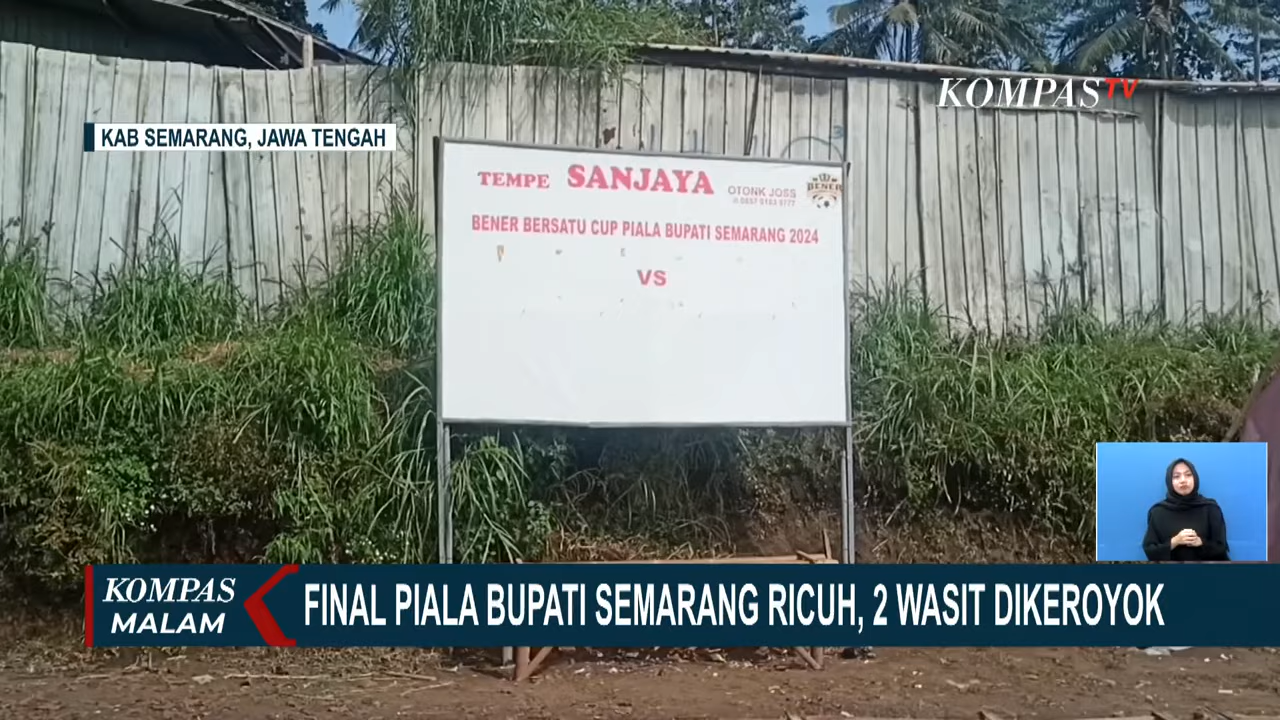 KOMPAS TV
KAB SEMARANG, JAWA TENGAH
TEMPE SANJAYA
OTONK JOSS
BENER
BENER BERSATU CUP PIALA BUPATI SEMARANG 2024
VS
KOMPAS
MALAM
FINAL PIALA BUPATI SEMARANG RICUH, 2 WASIT DIKEROYOK